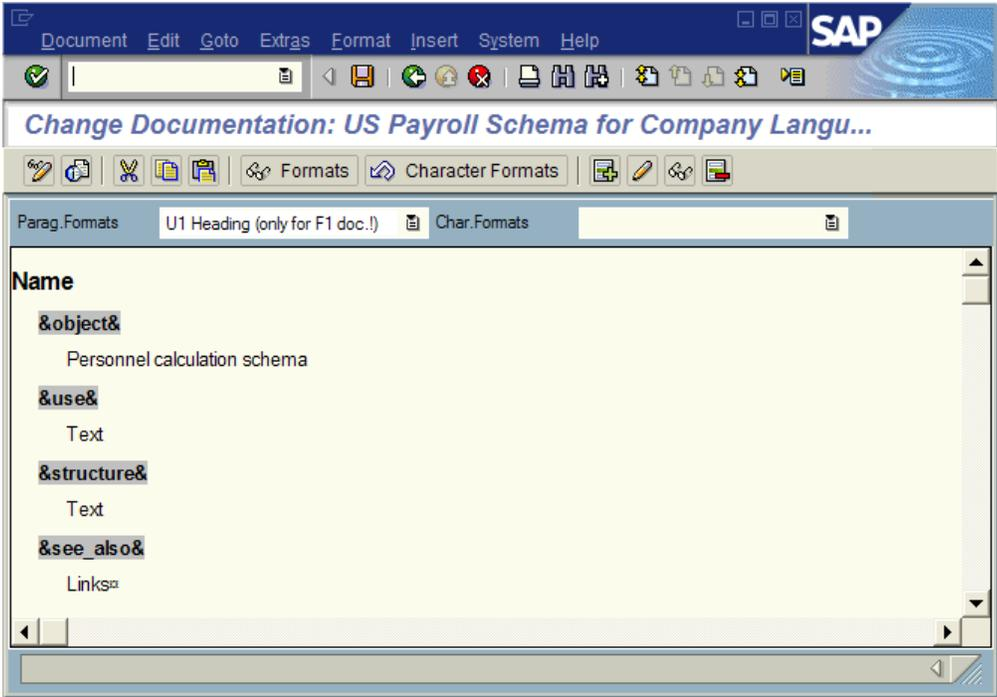 Document Edit Goto Extras Format Insert System Help
SAP
Change Documentation: US Payroll Schema for Company Langu...
Formats Character Formats
Parag.Formats U1 Heading (only for F1 doc.!) Char.Formats
Name
&object&
Personnel calculation schema
&use&
Text
&structure&
Text
&see_also&
Links¤